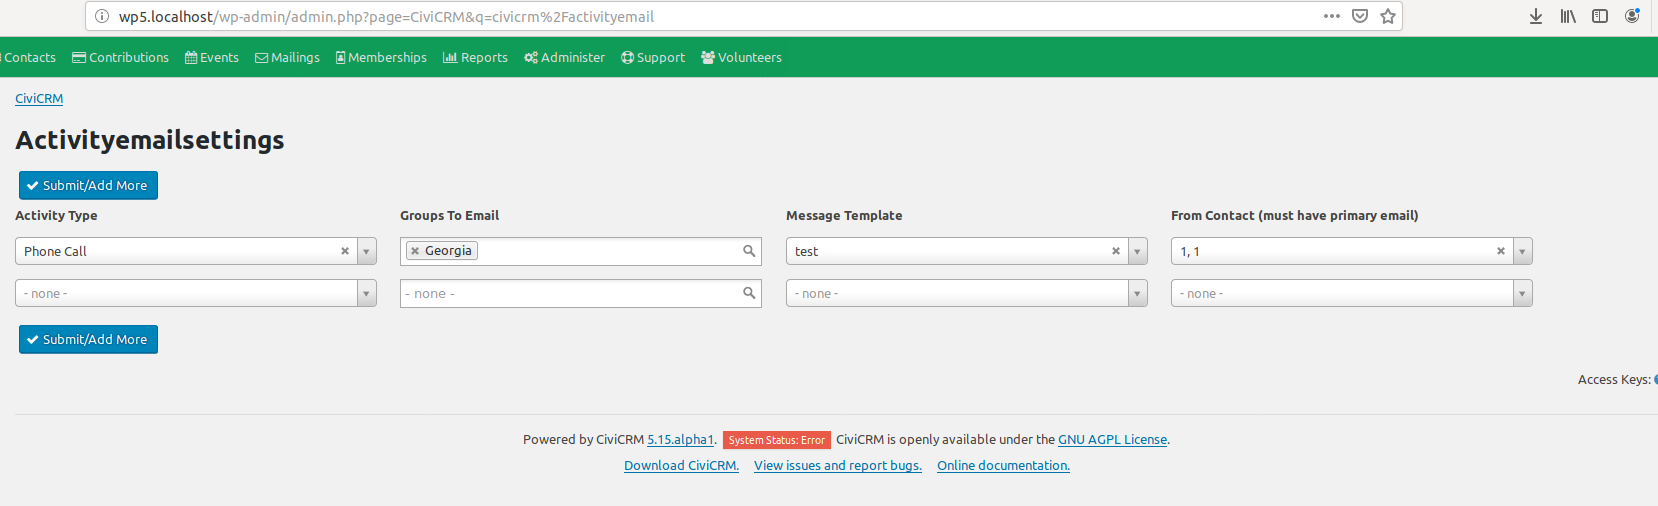 wp5.localhost/wp-admin/admin.php?page=CiviCRM&q=civicrm%2Factivityemail
Contacts Contributions Events Mailings Memberships Reports Administer Support Volunteers
CiviCRM
Activityemailsettings
Submit/Add More
Activity Type Groups To Email Message Template From Contact (must have primary email)
Phone Call Georgia test 1, 1
- none - - none - - none - - none -
Submit/Add More
Access Keys:
Powered by CiviCRM 5.15.alpha1. System Status: Error CiviCRM is openly available under the GNU AGPL License.
Download CiviCRM. View issues and report bugs. Online documentation.